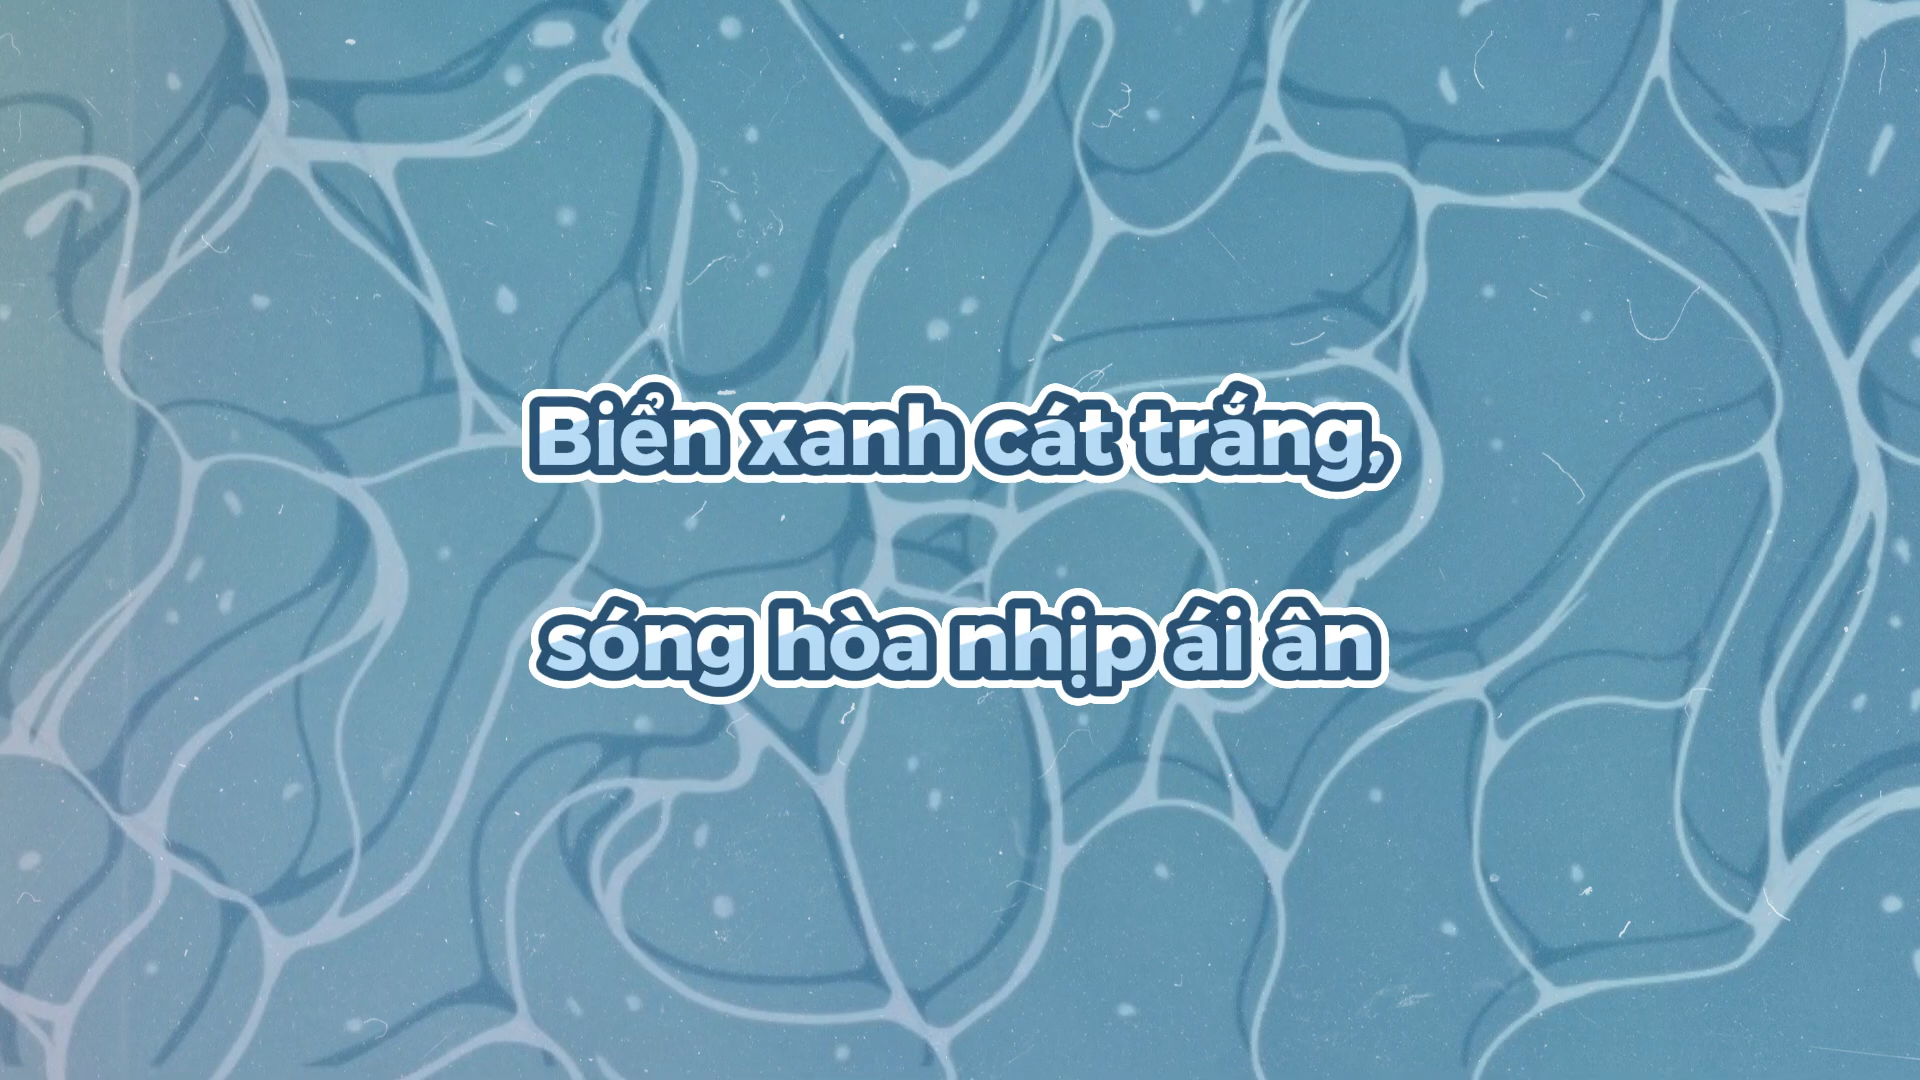 Biển xanh cát trắng,
sóng hòa nhịp ái ân